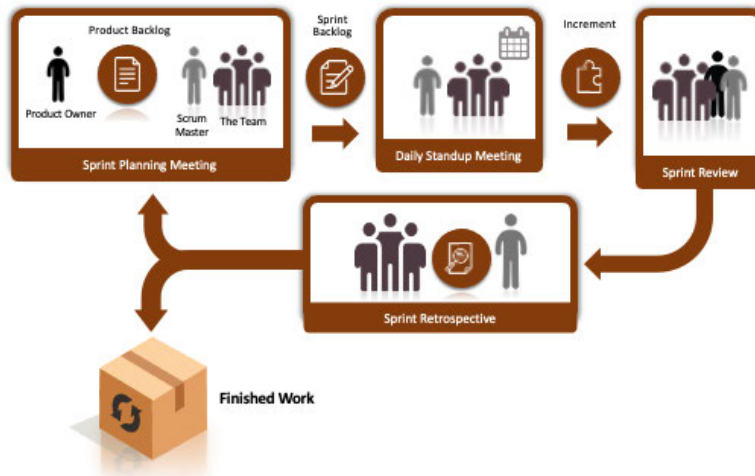 Product Backlog
Product Owner
Scrum
Master
The Team
Sprint Planning Meeting
Sprint
Backlog
Daily Standup Meeting
Increment
Sprint Review
Sprint Retrospective
Finished Work